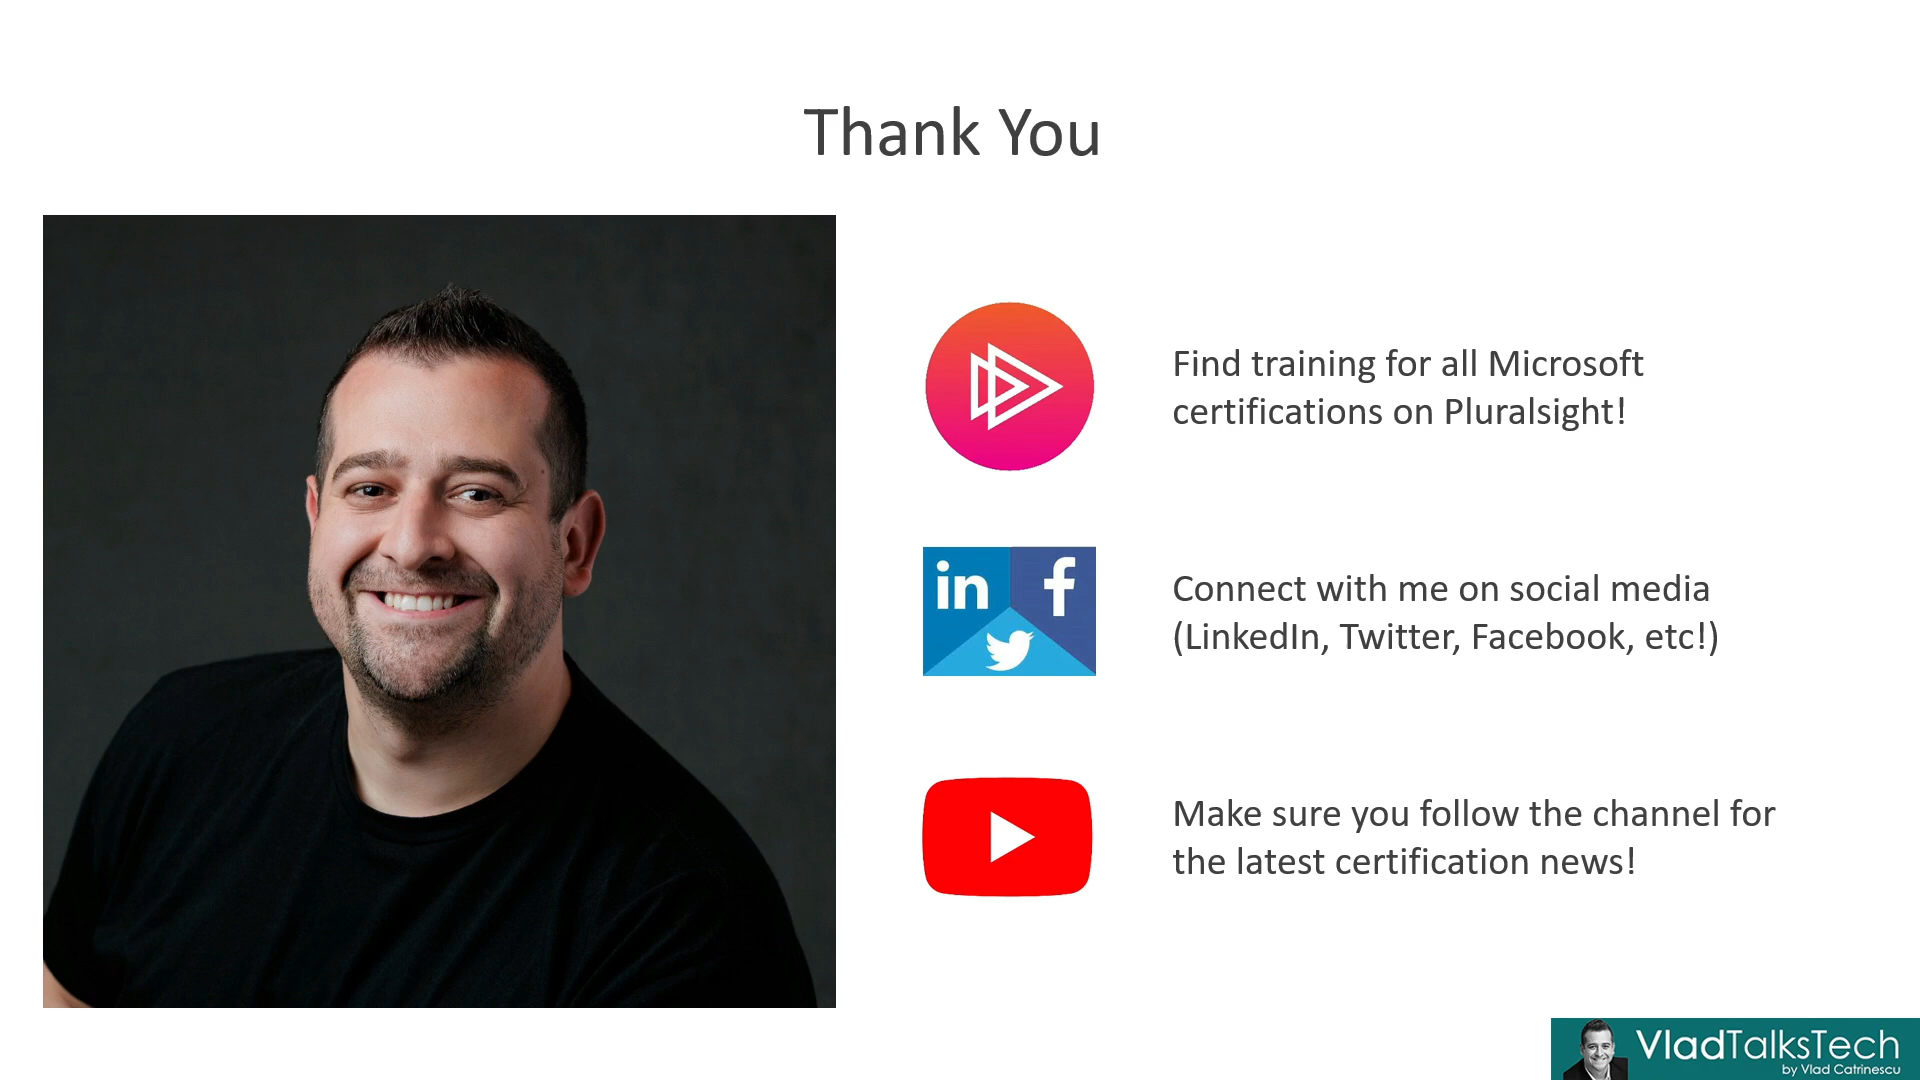 Thank You
Find training for all Microsoft
certifications on Pluralsight!
in f
Connect with me on social media
(LinkedIn, Twitter, Facebook, etc!)
Make sure you follow the channel for
the latest certification news!
VladTalksTech
by Vlad Catrinescu